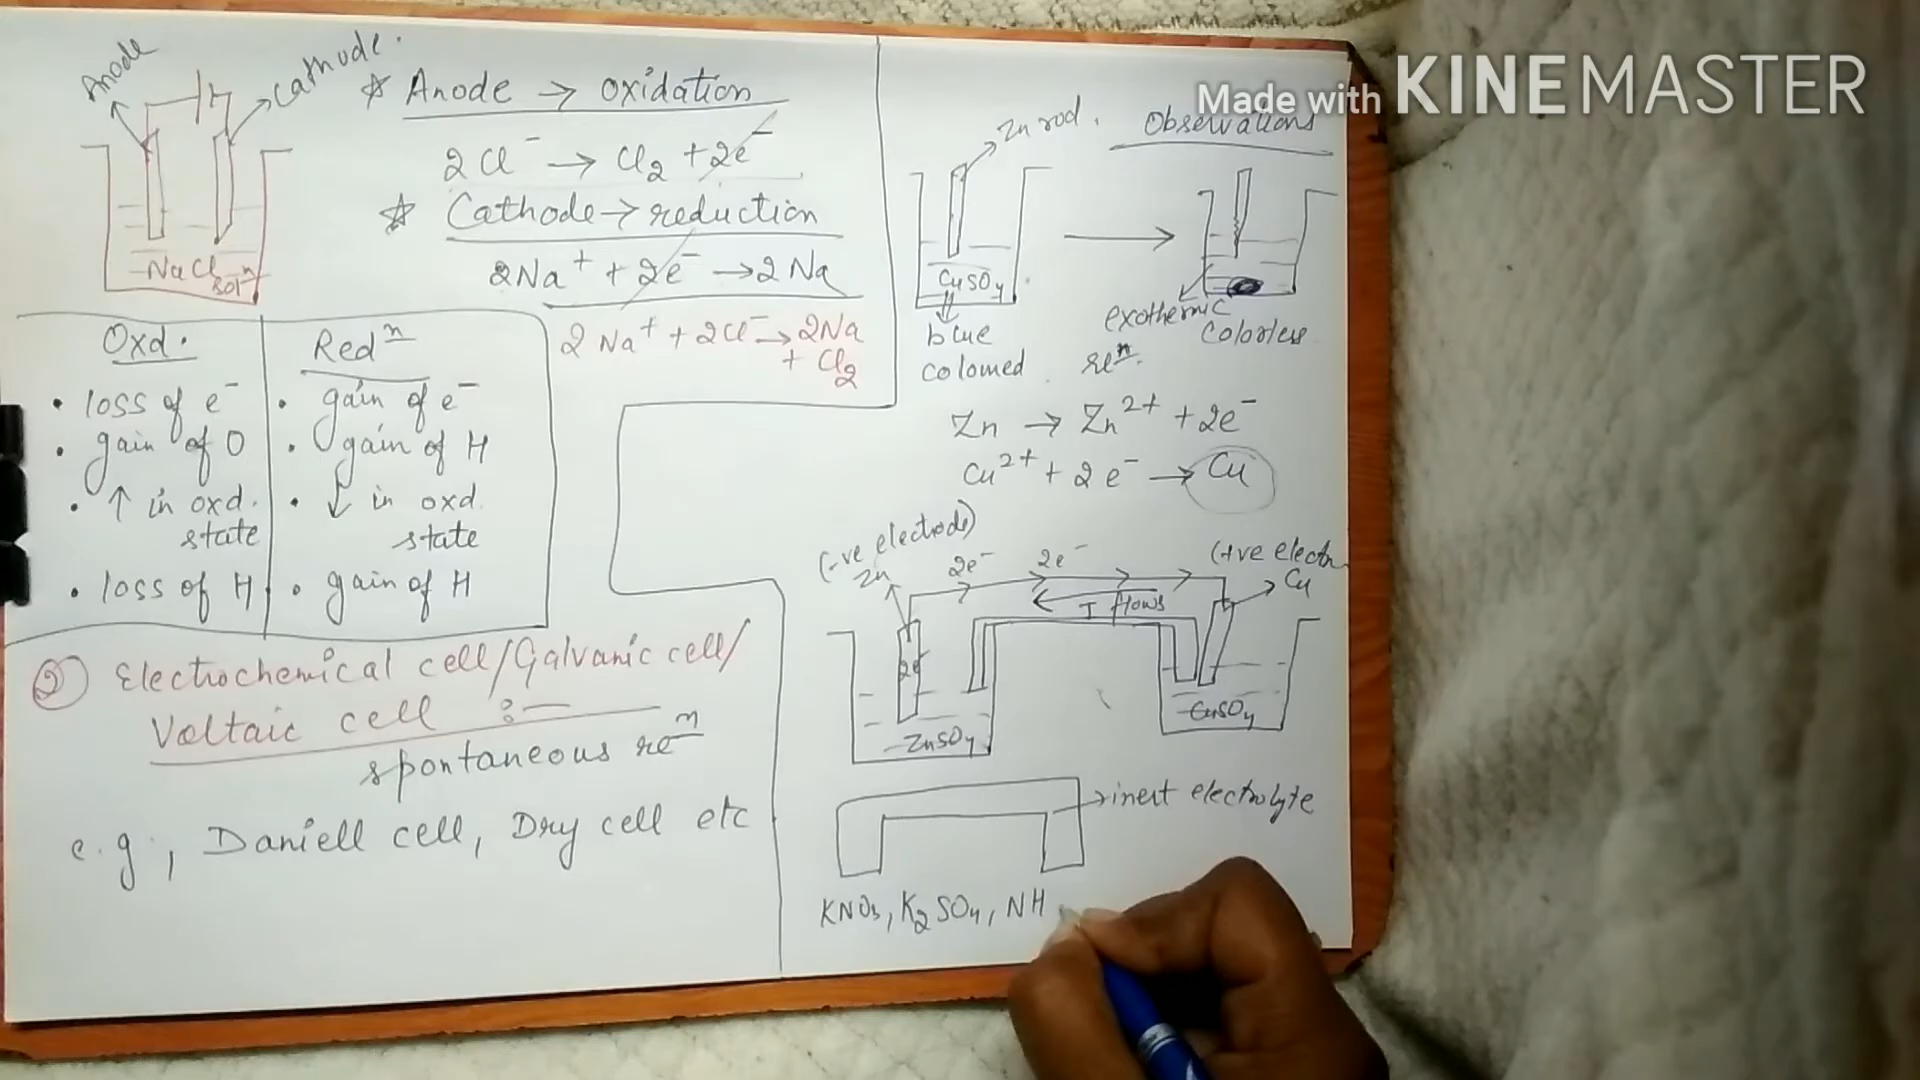 Made with KINEMASTER
Anode
Cathode.
☆ Anode → oxidation
2Cl⁻ → Cl₂ + 2e⁻
☆ Cathode → reduction
2Na⁺ + 2e⁻ → 2Na
2Na⁺ + 2Cl⁻ → 2Na
+ Cl₂
NaCl
solⁿ
Oxd.
• loss of e⁻
• gain of O
• ↑ in oxd.
state
• loss of H
Redⁿ
• gain of e⁻
• gain of H
• ↓ in oxd.
state
• gain of H
② Electrochemical cell/Galvanic cell/
Voltaic cell :—
spontaneous reⁿ
e.g., Daniell cell, Dry cell etc
Zn rod.
Observations
CuSO₄
blue
coloured
exothermic
reⁿ.
Colorless
Zn → Zn²⁺ + 2e⁻
Cu²⁺ + 2e⁻ → Cu
(-ve electrode)
Zn
2e⁻
2e⁻
(+ve electr
Cu
I flows
ZnSO₄
CuSO₄
→ inert electrolyte
KNO₃, K₂SO₄, NH